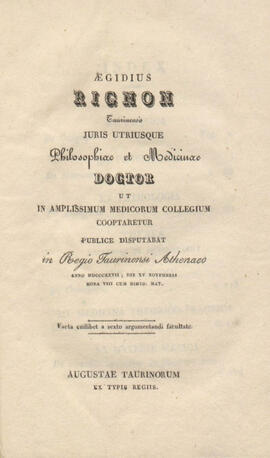 ÆGIDIUS
RIGNON
Taurinensis
JURIS UTRIUSQUE
Philosophiae et Medicinae
DOCTOR
UT
IN AMPLISSIMUM MEDICORUM COLLEGIUM
COOPTARETUR
PUBLICE DISPUTABAT
in Regio Taurinensi Athenaeo
ANNO MDCCCXXVII; DIE XV NOVEMBRIS
HORA VIII CUM DIMID. MAT.
Facta cuilibet a sexto argumentandi facultate.
AUGUSTAE TAURINORUM
EX TYPIS REGIIS.